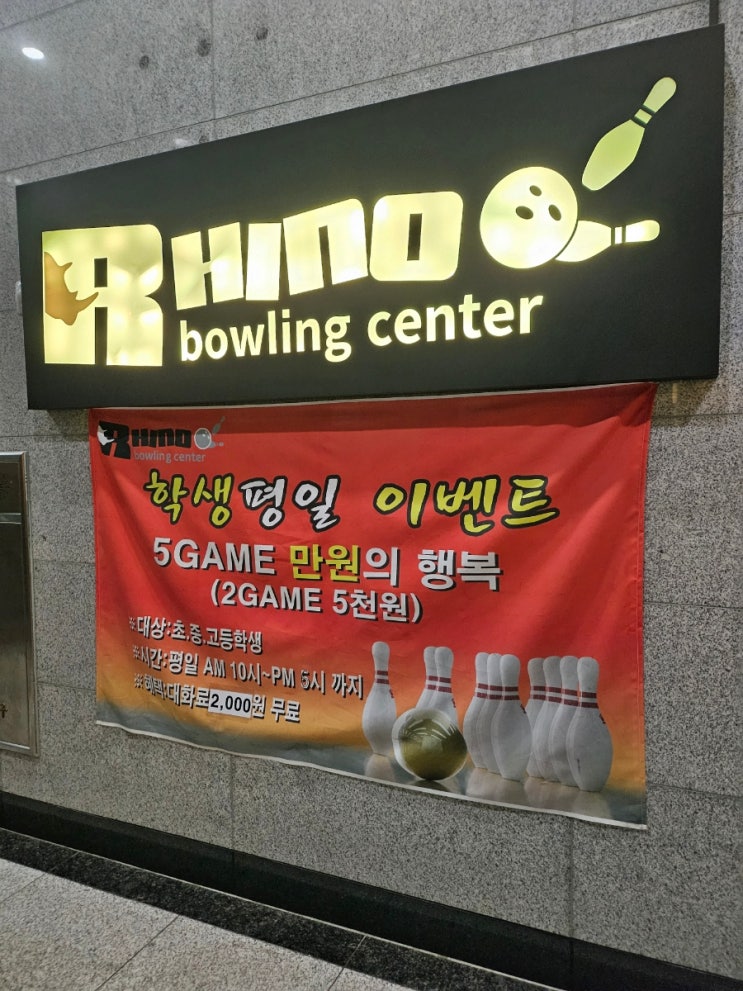 RHINO
bowling center
RHINO
bowling center
학생평일 이벤트
5GAME 만원의 행복
(2GAME 5천원)
※대상:초.중.고등학생
※시간:평일 AM 10시~PM 5시 까지
※혜택:대화료2,000원 무료